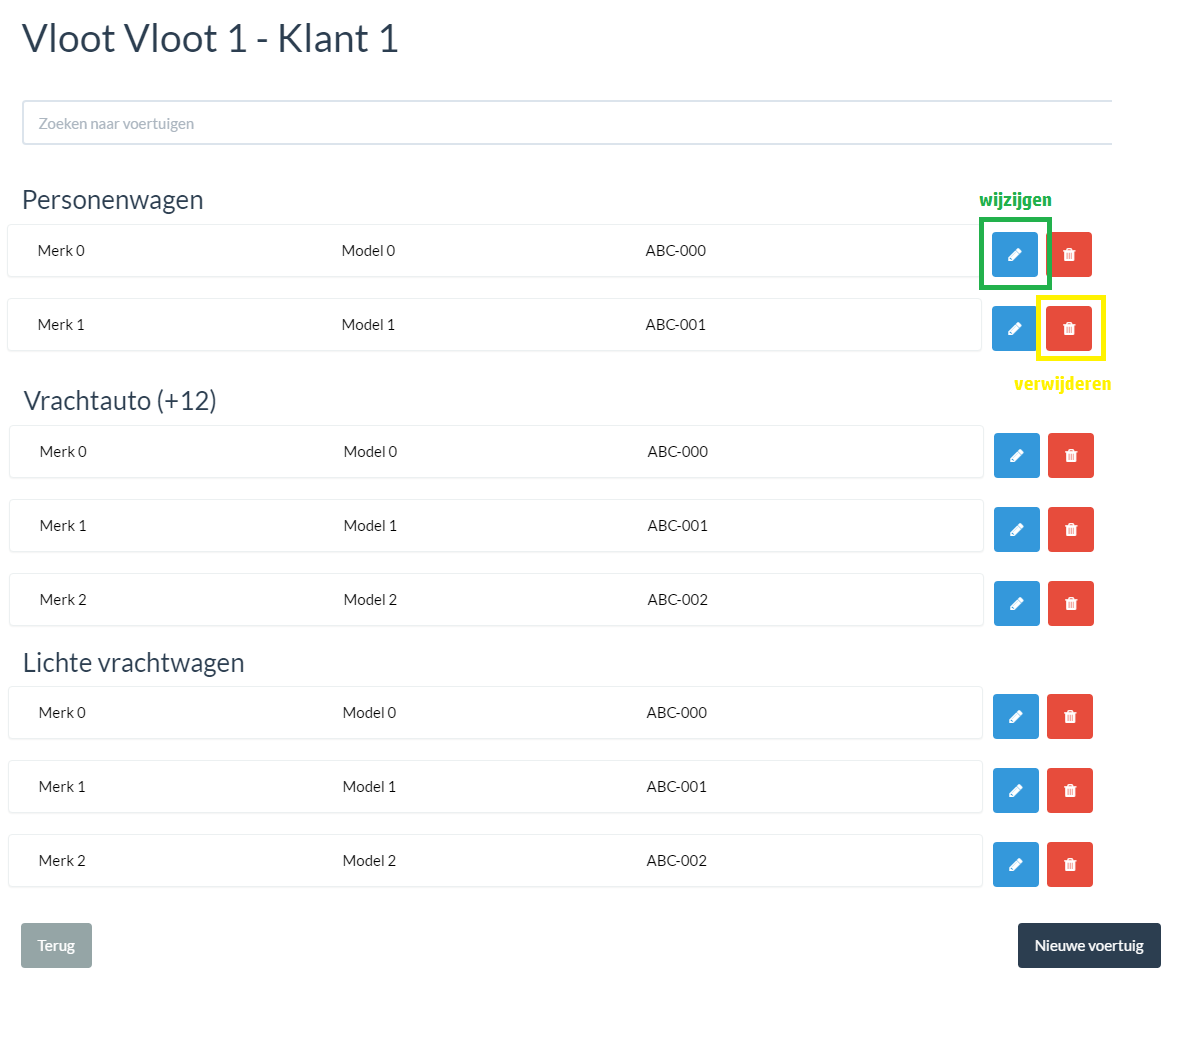 Vloot Vloot 1 - Klant 1
Zoeken naar voertuigen
Personenwagen
wijzijgen
Merk 0 Model 0 ABC-000
Merk 1 Model 1 ABC-001
verwijderen
Vrachtauto (+12)
Merk 0 Model 0 ABC-000
Merk 1 Model 1 ABC-001
Merk 2 Model 2 ABC-002
Lichte vrachtwagen
Merk 0 Model 0 ABC-000
Merk 1 Model 1 ABC-001
Merk 2 Model 2 ABC-002
Terug Nieuwe voertuig